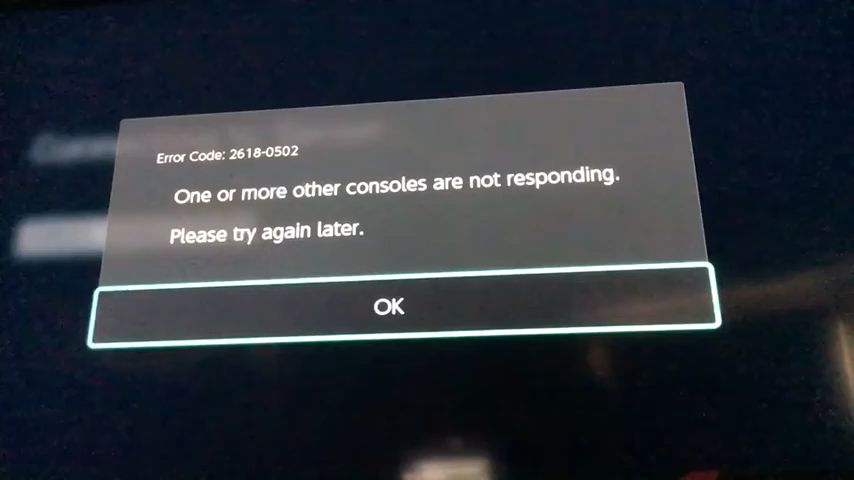 Error Code: 2618-0502
One or more other consoles are not responding.
Please try again later.
OK